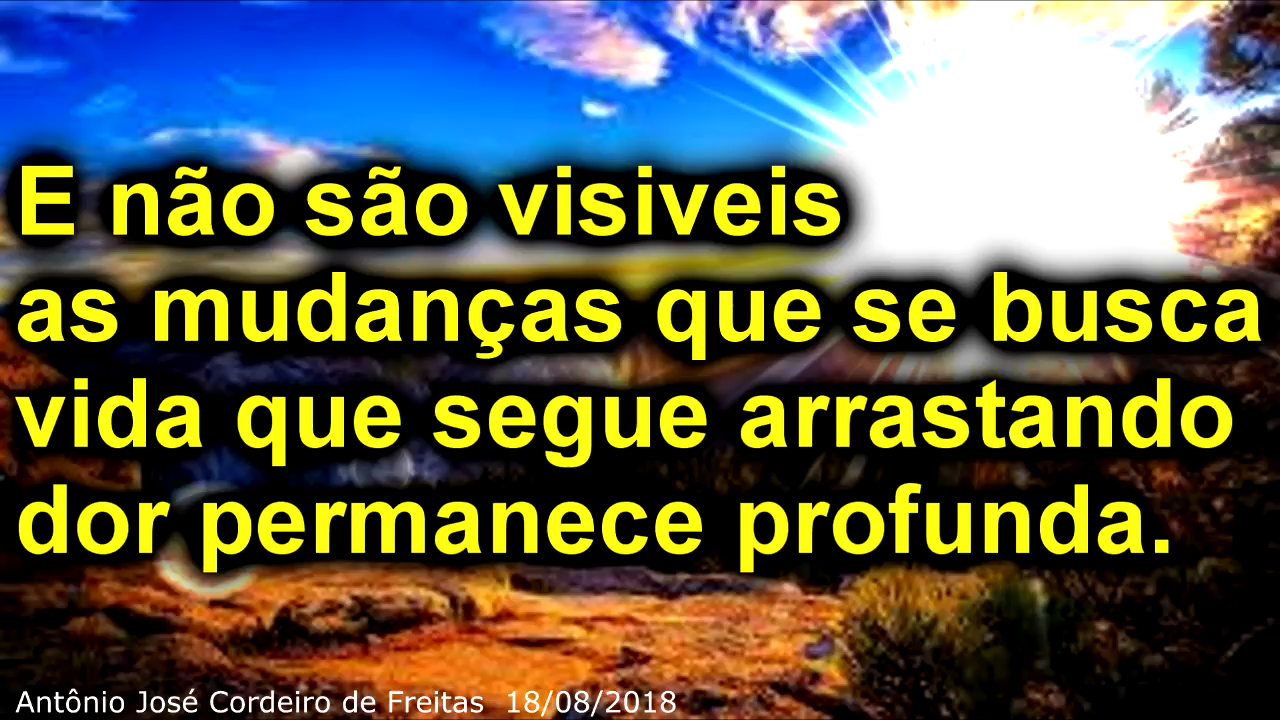 E não são visiveis
as mudanças que se busca
vida que segue arrastando
dor permanece profunda.
Antônio José Cordeiro de Freitas 18/08/2018